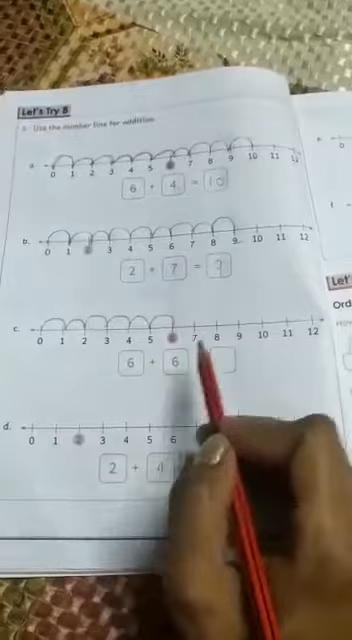 Let's Try 8
a. Use the number line for addition.
a.
0 1 2 3 4 5 6 7 8 9 10 11 12
6 + 4 = 10
b.
0 1 2 3 4 5 6 7 8 9 10 11 12
2 + 7 = 9
c.
0 1 2 3 4 5 6 7 8 9 10 11 12
6 + 6
d.
0 1 2 3 4 5 6
2 + 4
0
Let'
Ord